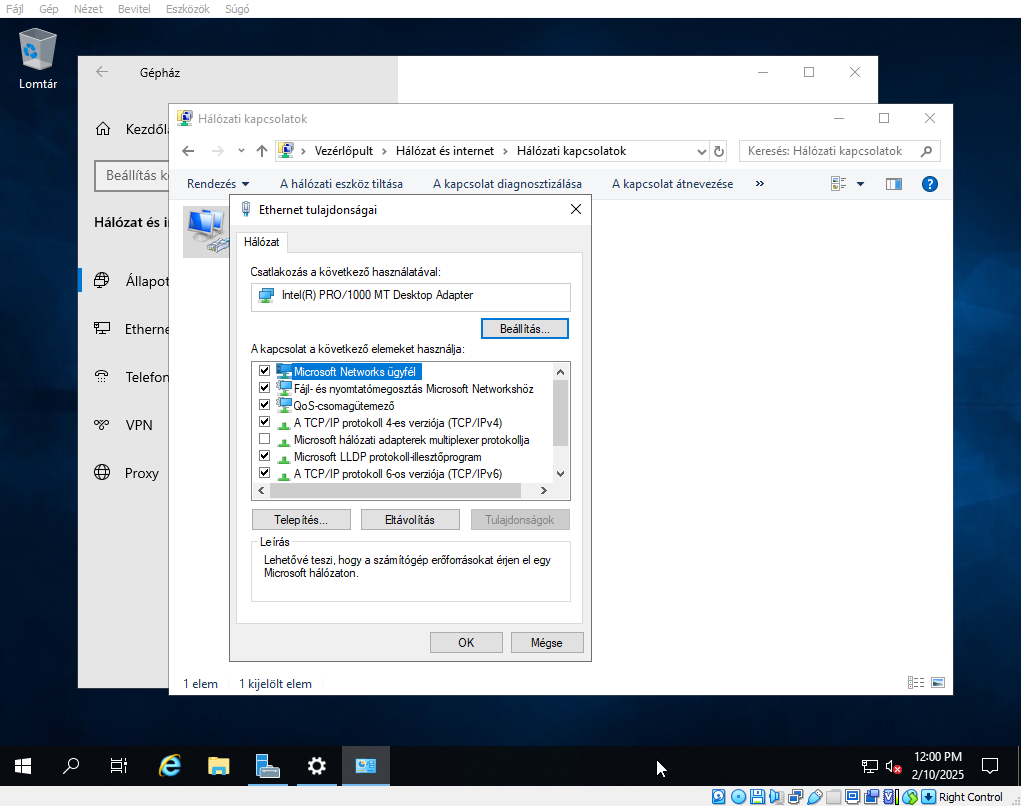 Fájl Gép Nézet Bevitel Eszközök Súgó
Lomtár
Gépház
Kezdőla
Beállítás k
Hálózat és i
Állapot
Etherne
Telefon
VPN
Proxy
Hálózati kapcsolatok
Vezérlőpult Hálózat és internet Hálózati kapcsolatok
Keresés: Hálózati kapcsolatok
Rendezés A hálózati eszköz tiltása A kapcsolat diagnosztizálása A kapcsolat átnevezése »
Ethernet tulajdonságai
Hálózat
Csatlakozás a következő használatával:
Intel(R) PRO/1000 MT Desktop Adapter
Beállítás...
A kapcsolat a következő elemeket használja:
Microsoft Networks ügyfél
Fájl- és nyomtatómegosztás Microsoft Networkshöz
QoS-csomagütemező
A TCP/IP protokoll 4-es verziója (TCP/IPv4)
Microsoft hálózati adapterek multiplexer protokollja
Microsoft LLDP protokoll-illesztőprogram
A TCP/IP protokoll 6-os verziója (TCP/IPv6)
Telepítés... Eltávolítás Tulajdonságok
Leírás
Lehetővé teszi, hogy a számítógép erőforrásokat érjen el egy
Microsoft hálózaton.
OK Mégse
1 elem 1 kijelölt elem
12:00 PM
2/10/2025
Right Control